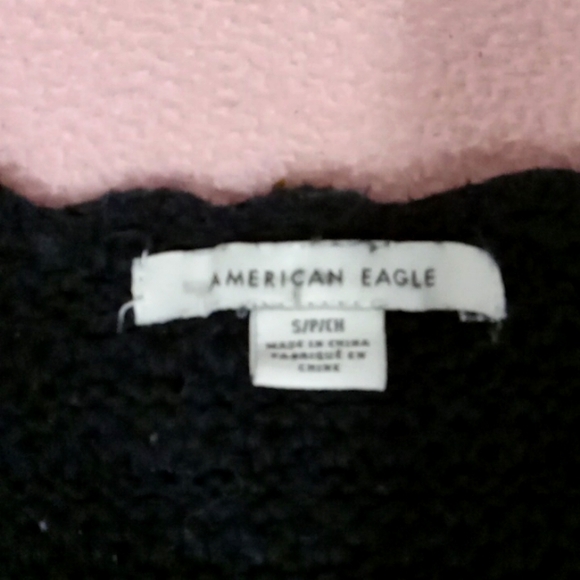 AMERICAN EAGLE
S/P/CH
MADE IN CHINA
FABRIQUÉ EN
CHINE